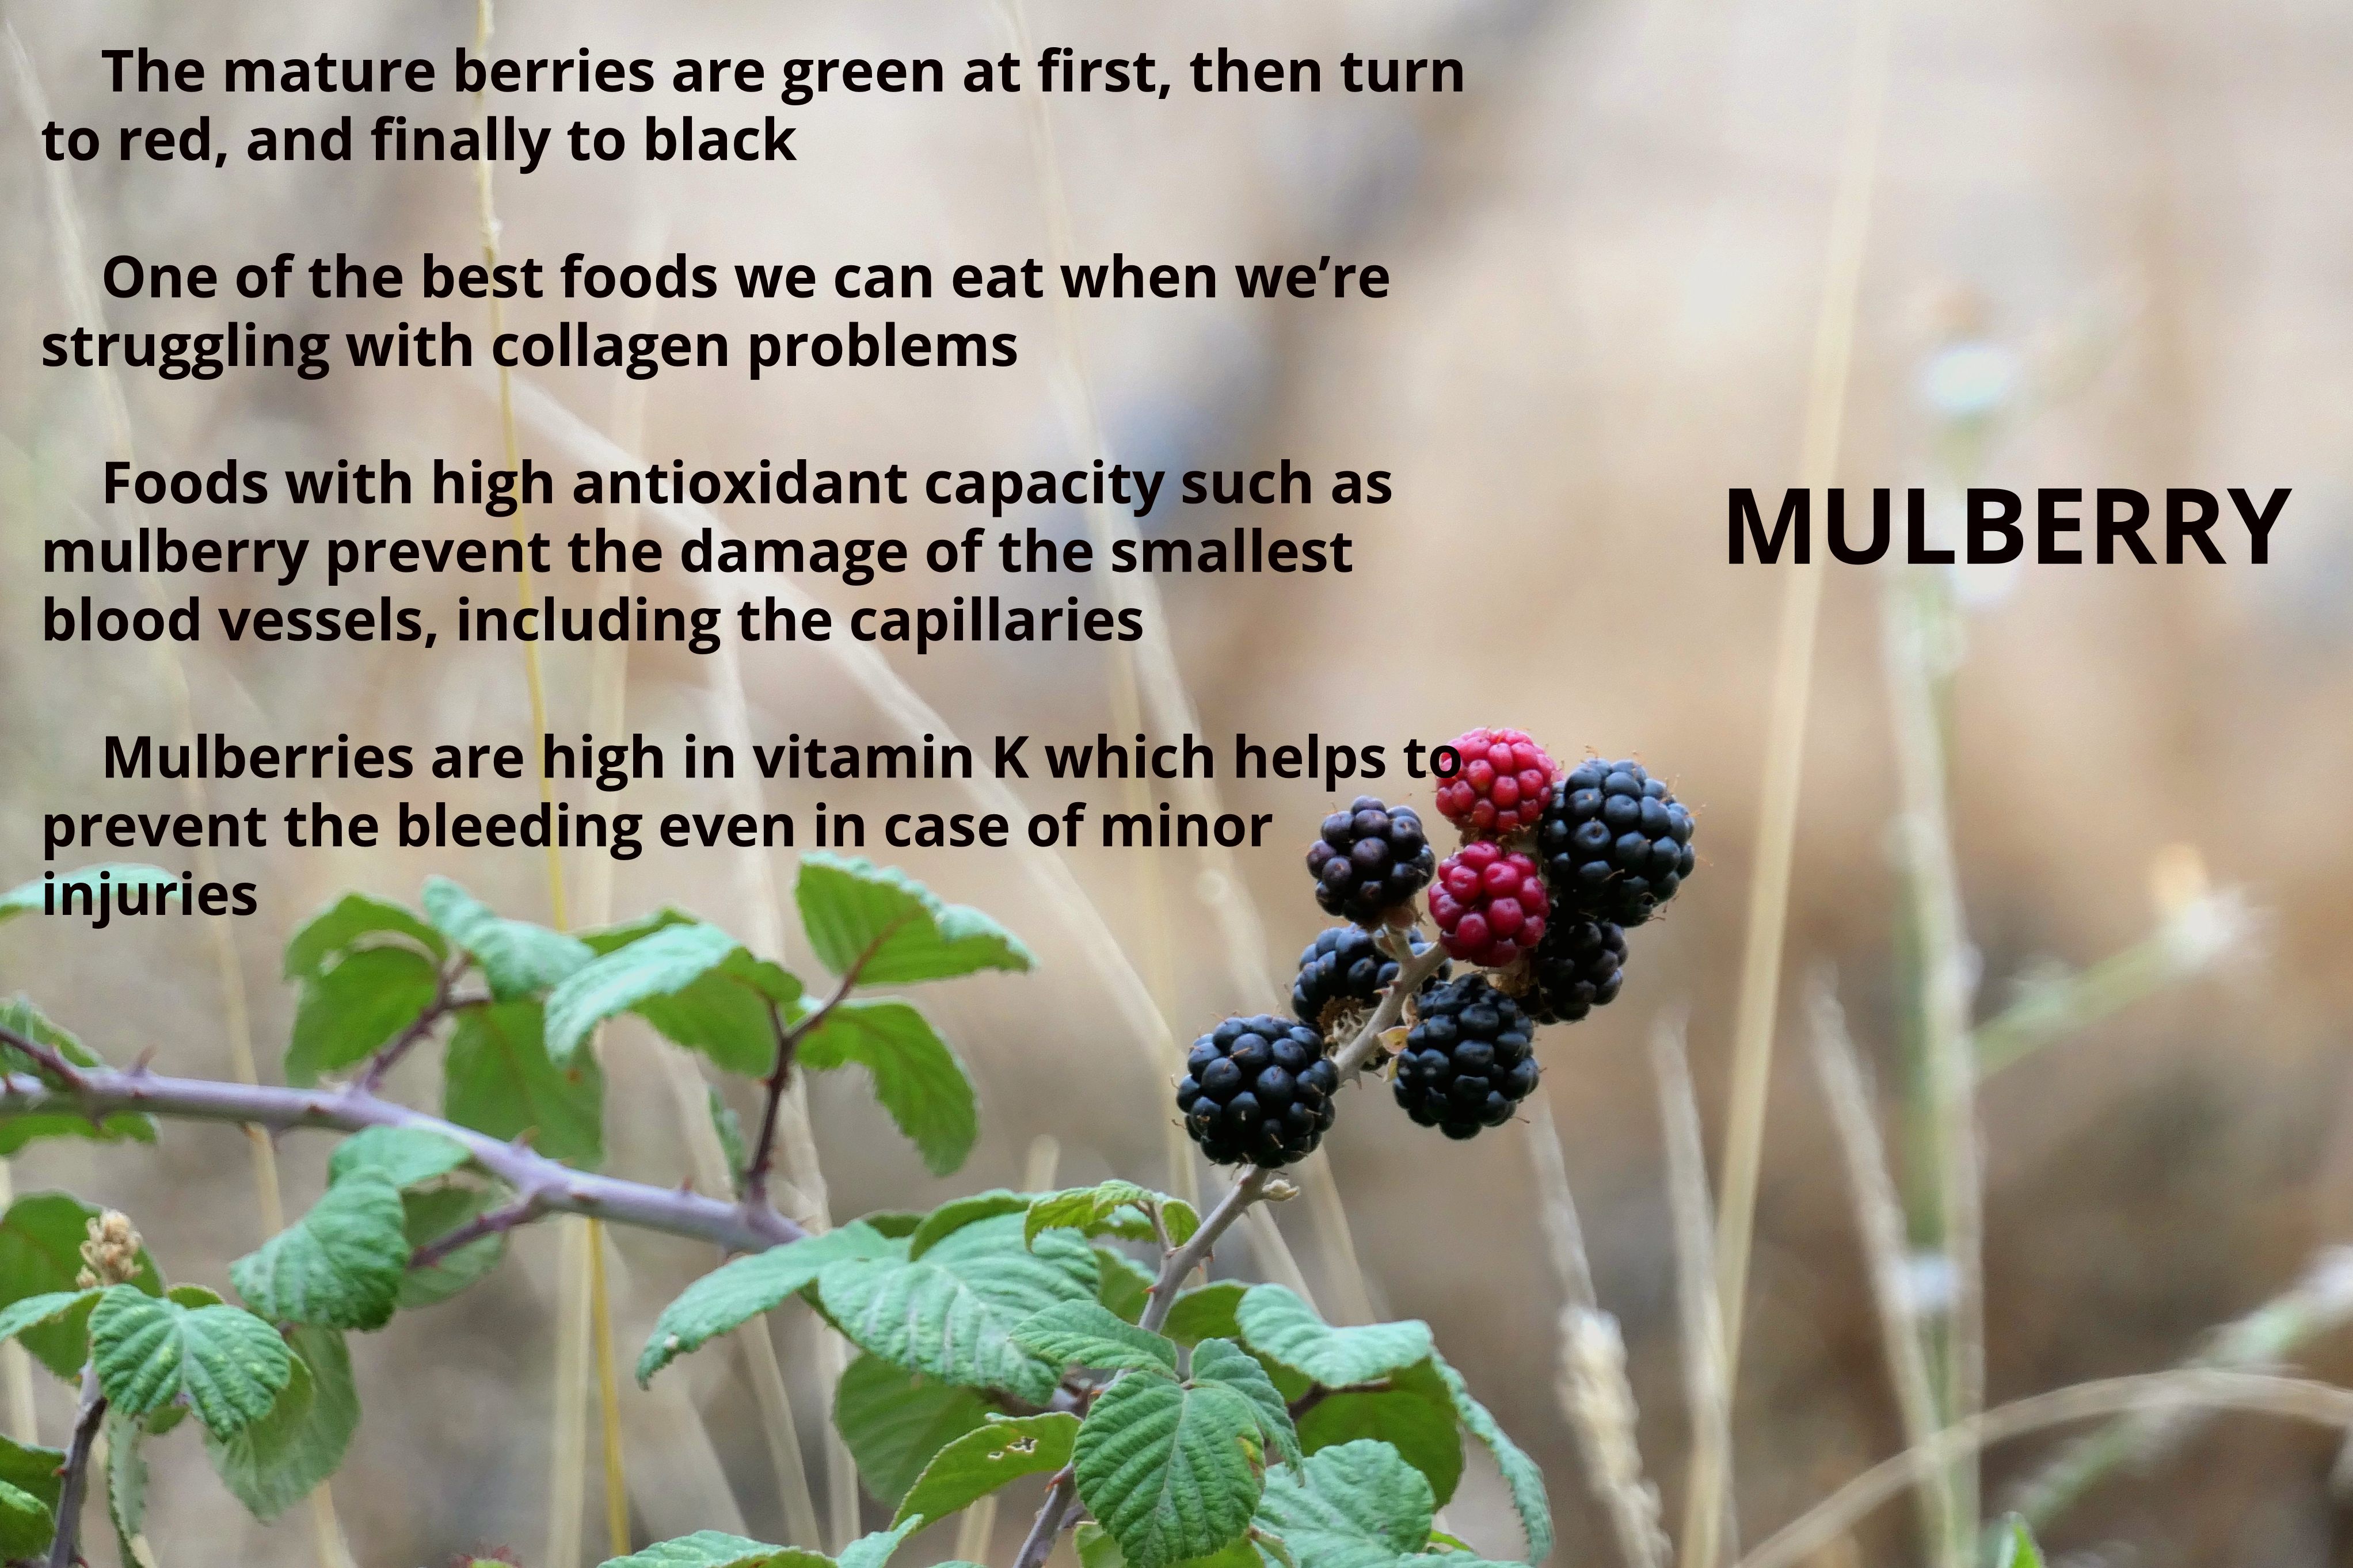 The mature berries are green at first, then turn
to red, and finally to black
One of the best foods we can eat when we’re
struggling with collagen problems
Foods with high antioxidant capacity such as
mulberry prevent the damage of the smallest
blood vessels, including the capillaries
MULBERRY
Mulberries are high in vitamin K which helps to
prevent the bleeding even in case of minor
injuries